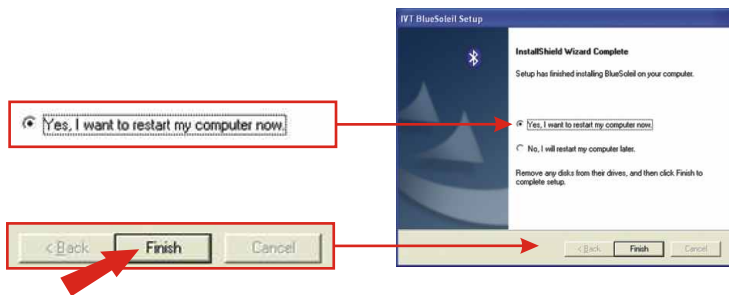 IVT BlueSoleil Setup
InstallShield Wizard Complete
Setup has finished installing BlueSoleil on your computer.
Yes, I want to restart my computer now.
Yes, I want to restart my computer now.
No, I will restart my computer later.
Remove any disks from their drives, and then click Finish to
complete setup.
< Back Finish Cancel
< Back Finish Cancel